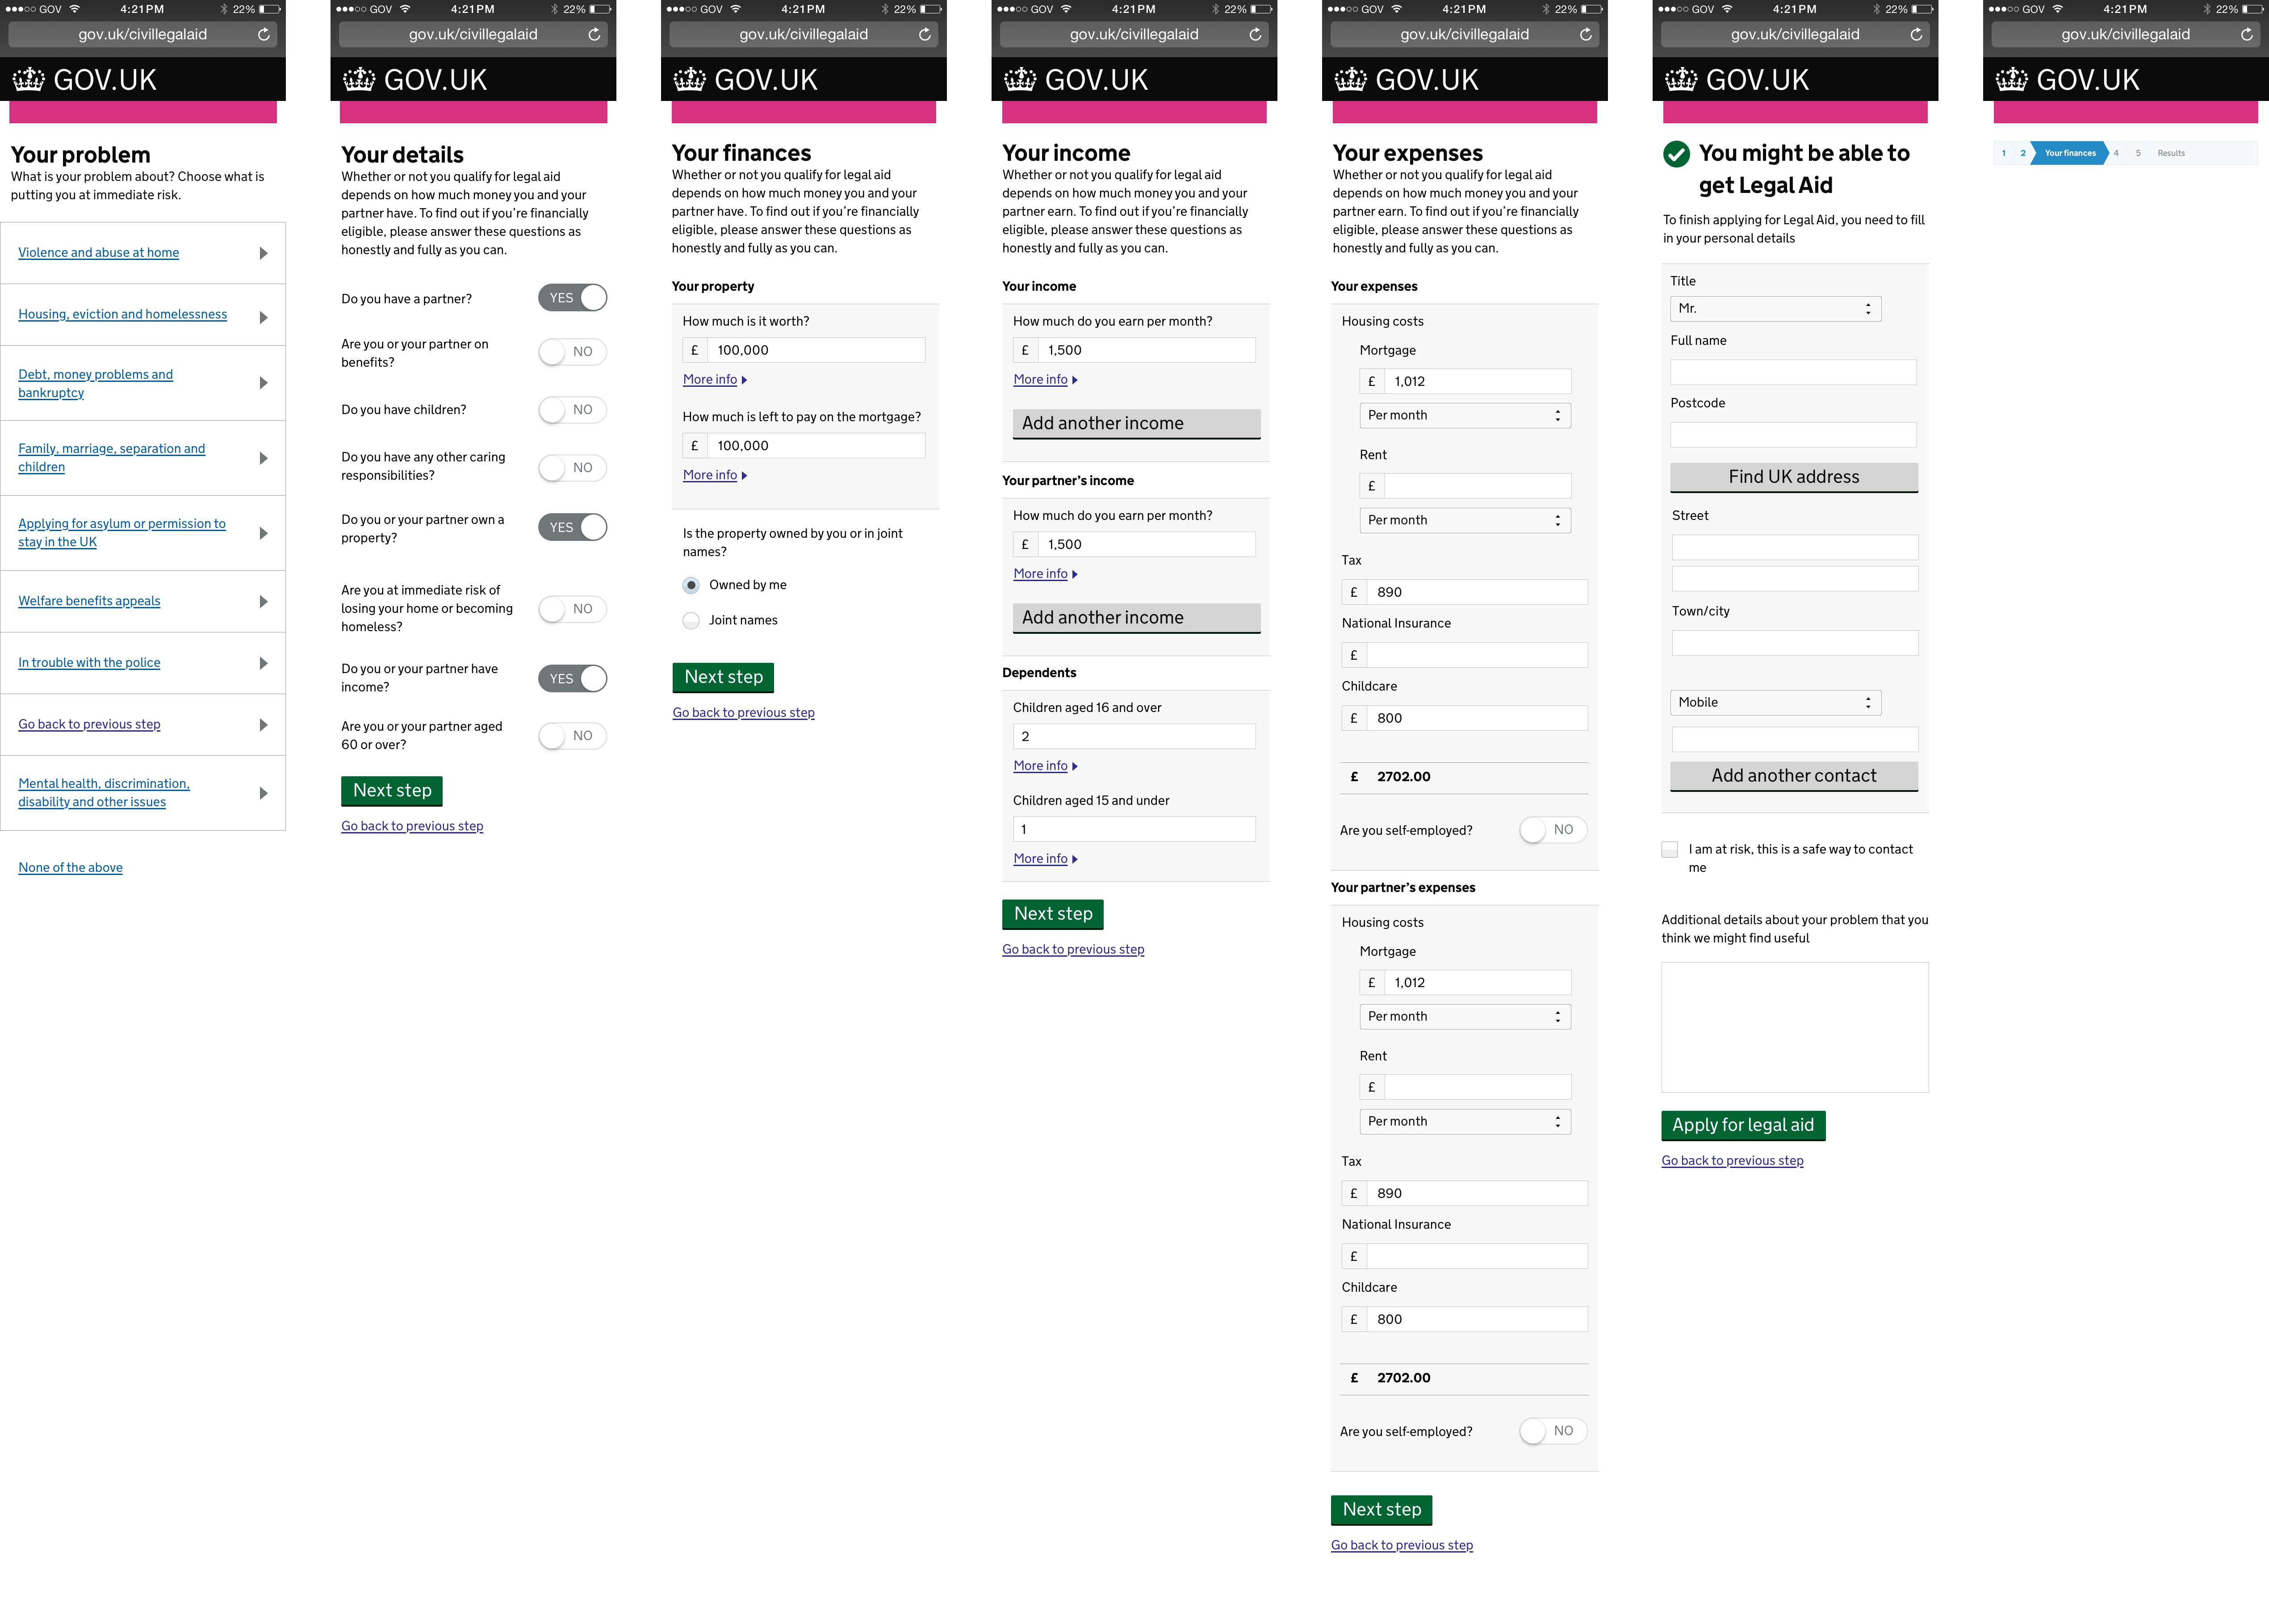 GOV 4:21PM 22%
gov.uk/civillegalaid
GOV.UK
Your problem
What is your problem about? Choose what is
putting you at immediate risk.
Violence and abuse at home
Housing, eviction and homelessness
Debt, money problems and
bankruptcy
Family, marriage, separation and
children
Applying for asylum or permission to
stay in the UK
Welfare benefits appeals
In trouble with the police
Go back to previous step
Mental health, discrimination,
disability and other issues
None of the above
GOV 4:21PM 22%
gov.uk/civillegalaid
GOV.UK
Your details
Whether or not you qualify for legal aid
depends on how much money you and your
partner have. To find out if you’re financially
eligible, please answer these questions as
honestly and fully as you can.
Do you have a partner? YES
Are you or your partner on
benefits? NO
Do you have children? NO
Do you have any other caring
responsibilities? NO
Do you or your partner own a
property? YES
Are you at immediate risk of
losing your home or becoming
homeless? NO
Do you or your partner have
income? YES
Are you or your partner aged
60 or over? NO
Next step
Go back to previous step
GOV 4:21PM 22%
gov.uk/civillegalaid
GOV.UK
Your finances
Whether or not you qualify for legal aid
depends on how much money you and your
partner have. To find out if you’re financially
eligible, please answer these questions as
honestly and fully as you can.
Your property
How much is it worth?
£ 100,000
More info
How much is left to pay on the mortgage?
£ 100,000
More info
Is the property owned by you or in joint
names?
Owned by me
Joint names
Next step
Go back to previous step
GOV 4:21PM 22%
gov.uk/civillegalaid
GOV.UK
Your income
Whether or not you qualify for legal aid
depends on how much money you and your
partner earn. To find out if you’re financially
eligible, please answer these questions as
honestly and fully as you can.
Your income
How much do you earn per month?
£ 1,500
More info
Add another income
Your partner’s income
How much do you earn per month?
£ 1,500
More info
Add another income
Dependents
Children aged 16 and over
2
More info
Children aged 15 and under
1
More info
Next step
Go back to previous step
GOV 4:21PM 22%
gov.uk/civillegalaid
GOV.UK
Your expenses
Whether or not you qualify for legal aid
depends on how much money you and your
partner earn. To find out if you’re financially
eligible, please answer these questions as
honestly and fully as you can.
Your expenses
Housing costs
Mortgage
£ 1,012
Per month
Rent
£
Per month
Tax
£ 890
National Insurance
£
Childcare
£ 800
£ 2702.00
Are you self-employed? NO
Your partner’s expenses
Housing costs
Mortgage
£ 1,012
Per month
Rent
£
Per month
Tax
£ 890
National Insurance
£
Childcare
£ 800
£ 2702.00
Are you self-employed? NO
Next step
Go back to previous step
GOV 4:21PM 22%
gov.uk/civillegalaid
GOV.UK
You might be able to
get Legal Aid
To finish applying for Legal Aid, you need to fill
in your personal details
Title
Mr.
Full name
Postcode
Find UK address
Street
Town/city
Mobile
Add another contact
I am at risk, this is a safe way to contact
me
Additional details about your problem that you
think we might find useful
Apply for legal aid
Go back to previous step
GOV 4:21PM 22%
gov.uk/civillegalaid
GOV.UK
1 2 Your finances 4 5 Results